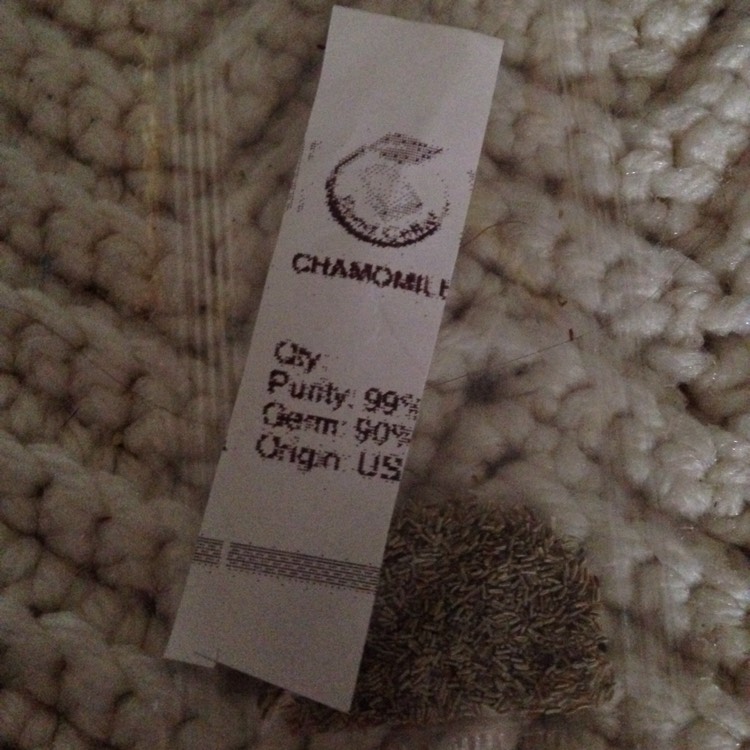 CHAMOMILE
Qty:
Purity: 99%
Germ: 90%
Origin: US